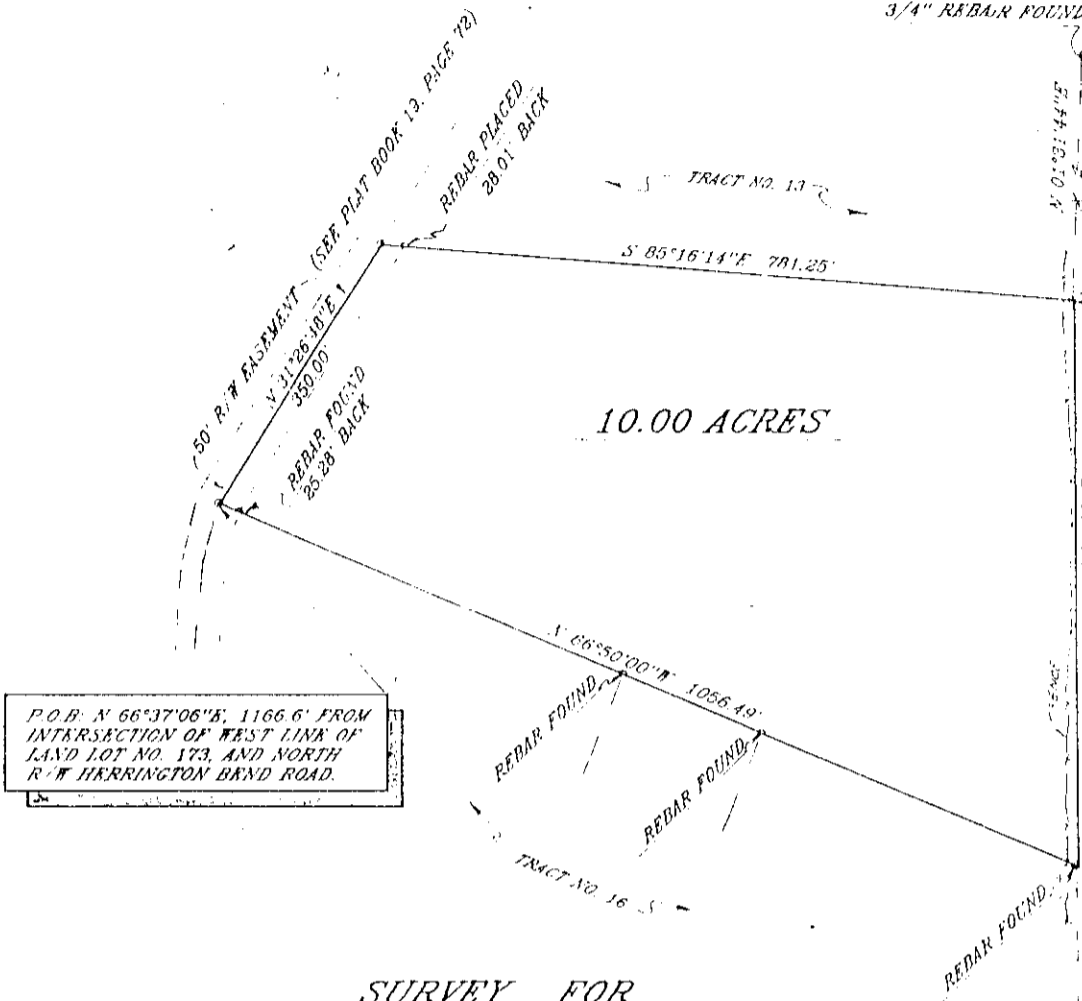 3/4" REBAR FOUND
(SEE PLAT BOOK 13, PAGE 72)
50' R/W EASEMENT
REBAR PLACED
28.01' BACK
TRACT NO. 13
S 85°16'14"E 781.25'
N 31°26'48"E
350.00'
REBAR FOUND
25.28' BACK
10.00 ACRES
N 66°50'00"W 1056.49'
REBAR FOUND
REBAR FOUND
FENCE
P.O.B: N 66°37'06"E, 1166.6' FROM
INTERSECTION OF WEST LINE OF
LAND LOT NO. 173, AND NORTH
R/W HERRINGTON BEND ROAD.
TRACT NO. 16
REBAR FOUND
SURVEY FOR